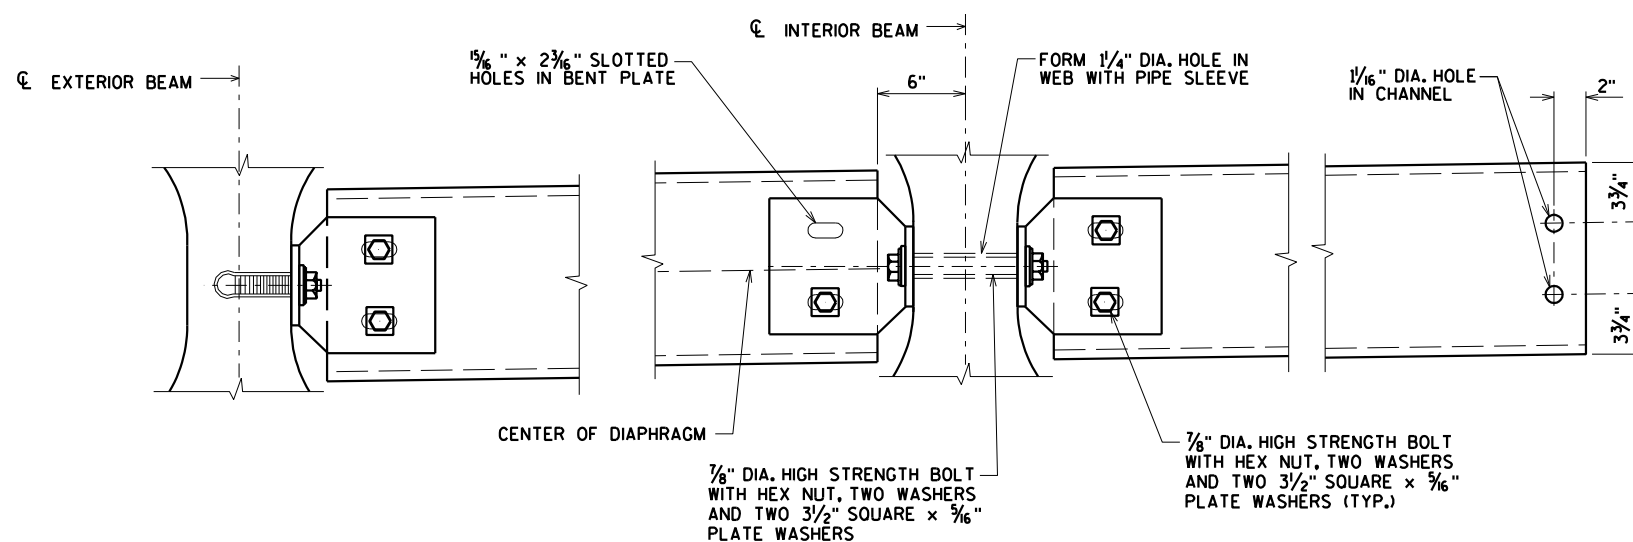 ℄ INTERIOR BEAM
℄ EXTERIOR BEAM
15/16" × 2 3/16" SLOTTED
HOLES IN BENT PLATE
6"
FORM 1 1/4" DIA. HOLE IN
WEB WITH PIPE SLEEVE
1 1/16" DIA. HOLE
IN CHANNEL
2"
3 3/4"
3 3/4"
CENTER OF DIAPHRAGM
7/8" DIA. HIGH STRENGTH BOLT
WITH HEX NUT, TWO WASHERS
AND TWO 3 1/2" SQUARE × 5/16"
PLATE WASHERS
7/8" DIA. HIGH STRENGTH BOLT
WITH HEX NUT, TWO WASHERS
AND TWO 3 1/2" SQUARE × 5/16"
PLATE WASHERS (TYP.)